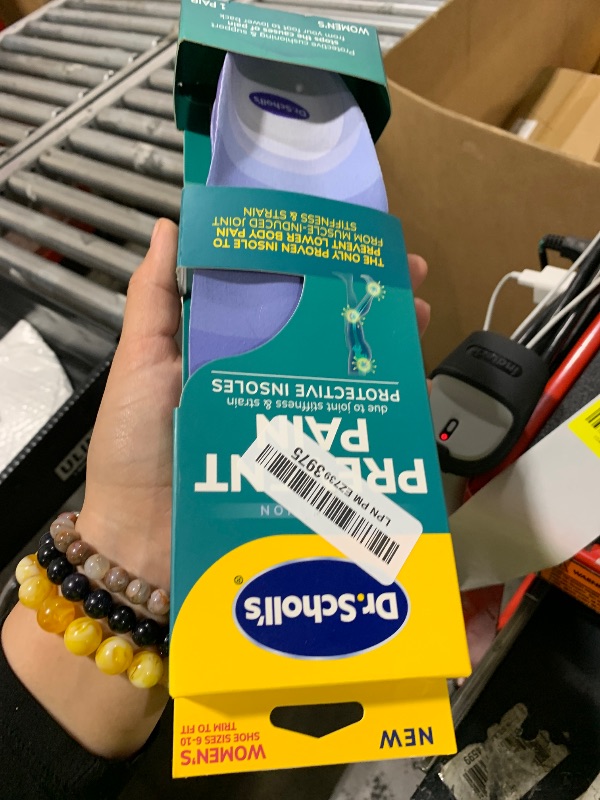 NEW
WOMEN'S
SHOE SIZES 6-10
TRIM TO FIT
Dr.Scholl's®
LPN PM EZ7393975
PAIN
due to joint stiffness & strain
PROTECTIVE INSOLES
THE ONLY PROVEN INSOLE TO
PREVENT LOWER BODY PAIN
FROM MUSCLE-INDUCED JOINT
STIFFNESS & STRAIN
Dr.Scholl's
Protective cushioning & support
stops the causes of pain
from your foot to lower back
WOMEN'S
1 PAIR